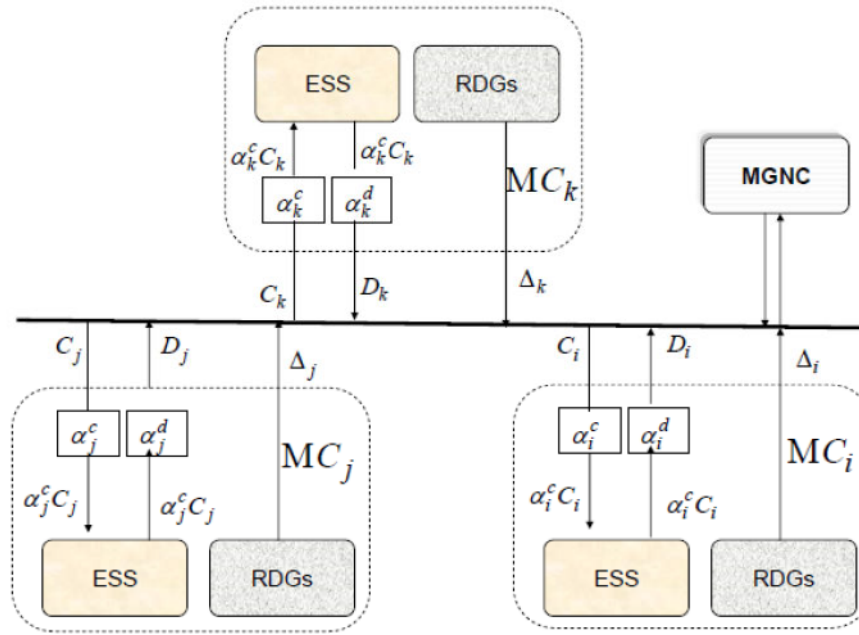 ESS RDGs
α_k^c C_k α_k^c C_k
MC_k
MGNC
α_k^c α_k^d
C_k D_k Δ_k
C_j D_j Δ_j C_i D_i Δ_i
α_j^c α_j^d MC_j α_i^c α_i^d MC_i
α_j^c C_j α_j^c C_j α_i^c C_i α_i^c C_i
ESS RDGs ESS RDGs